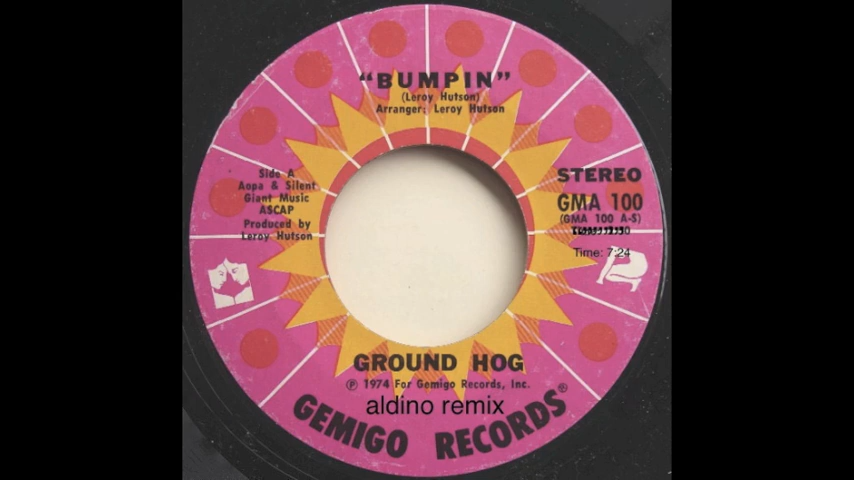 "BUMPIN"
(Leroy Hutson)
Arranger: Leroy Hutson
Side A
Aopa & Silent
Giant Music
ASCAP
Produced by
Leroy Hutson
STEREO
GMA 100
(GMA 100 A-S)
Time: 7:24
GROUND HOG
℗ 1974 For Gemigo Records, Inc.
aldino remix
GEMIGO RECORDS®